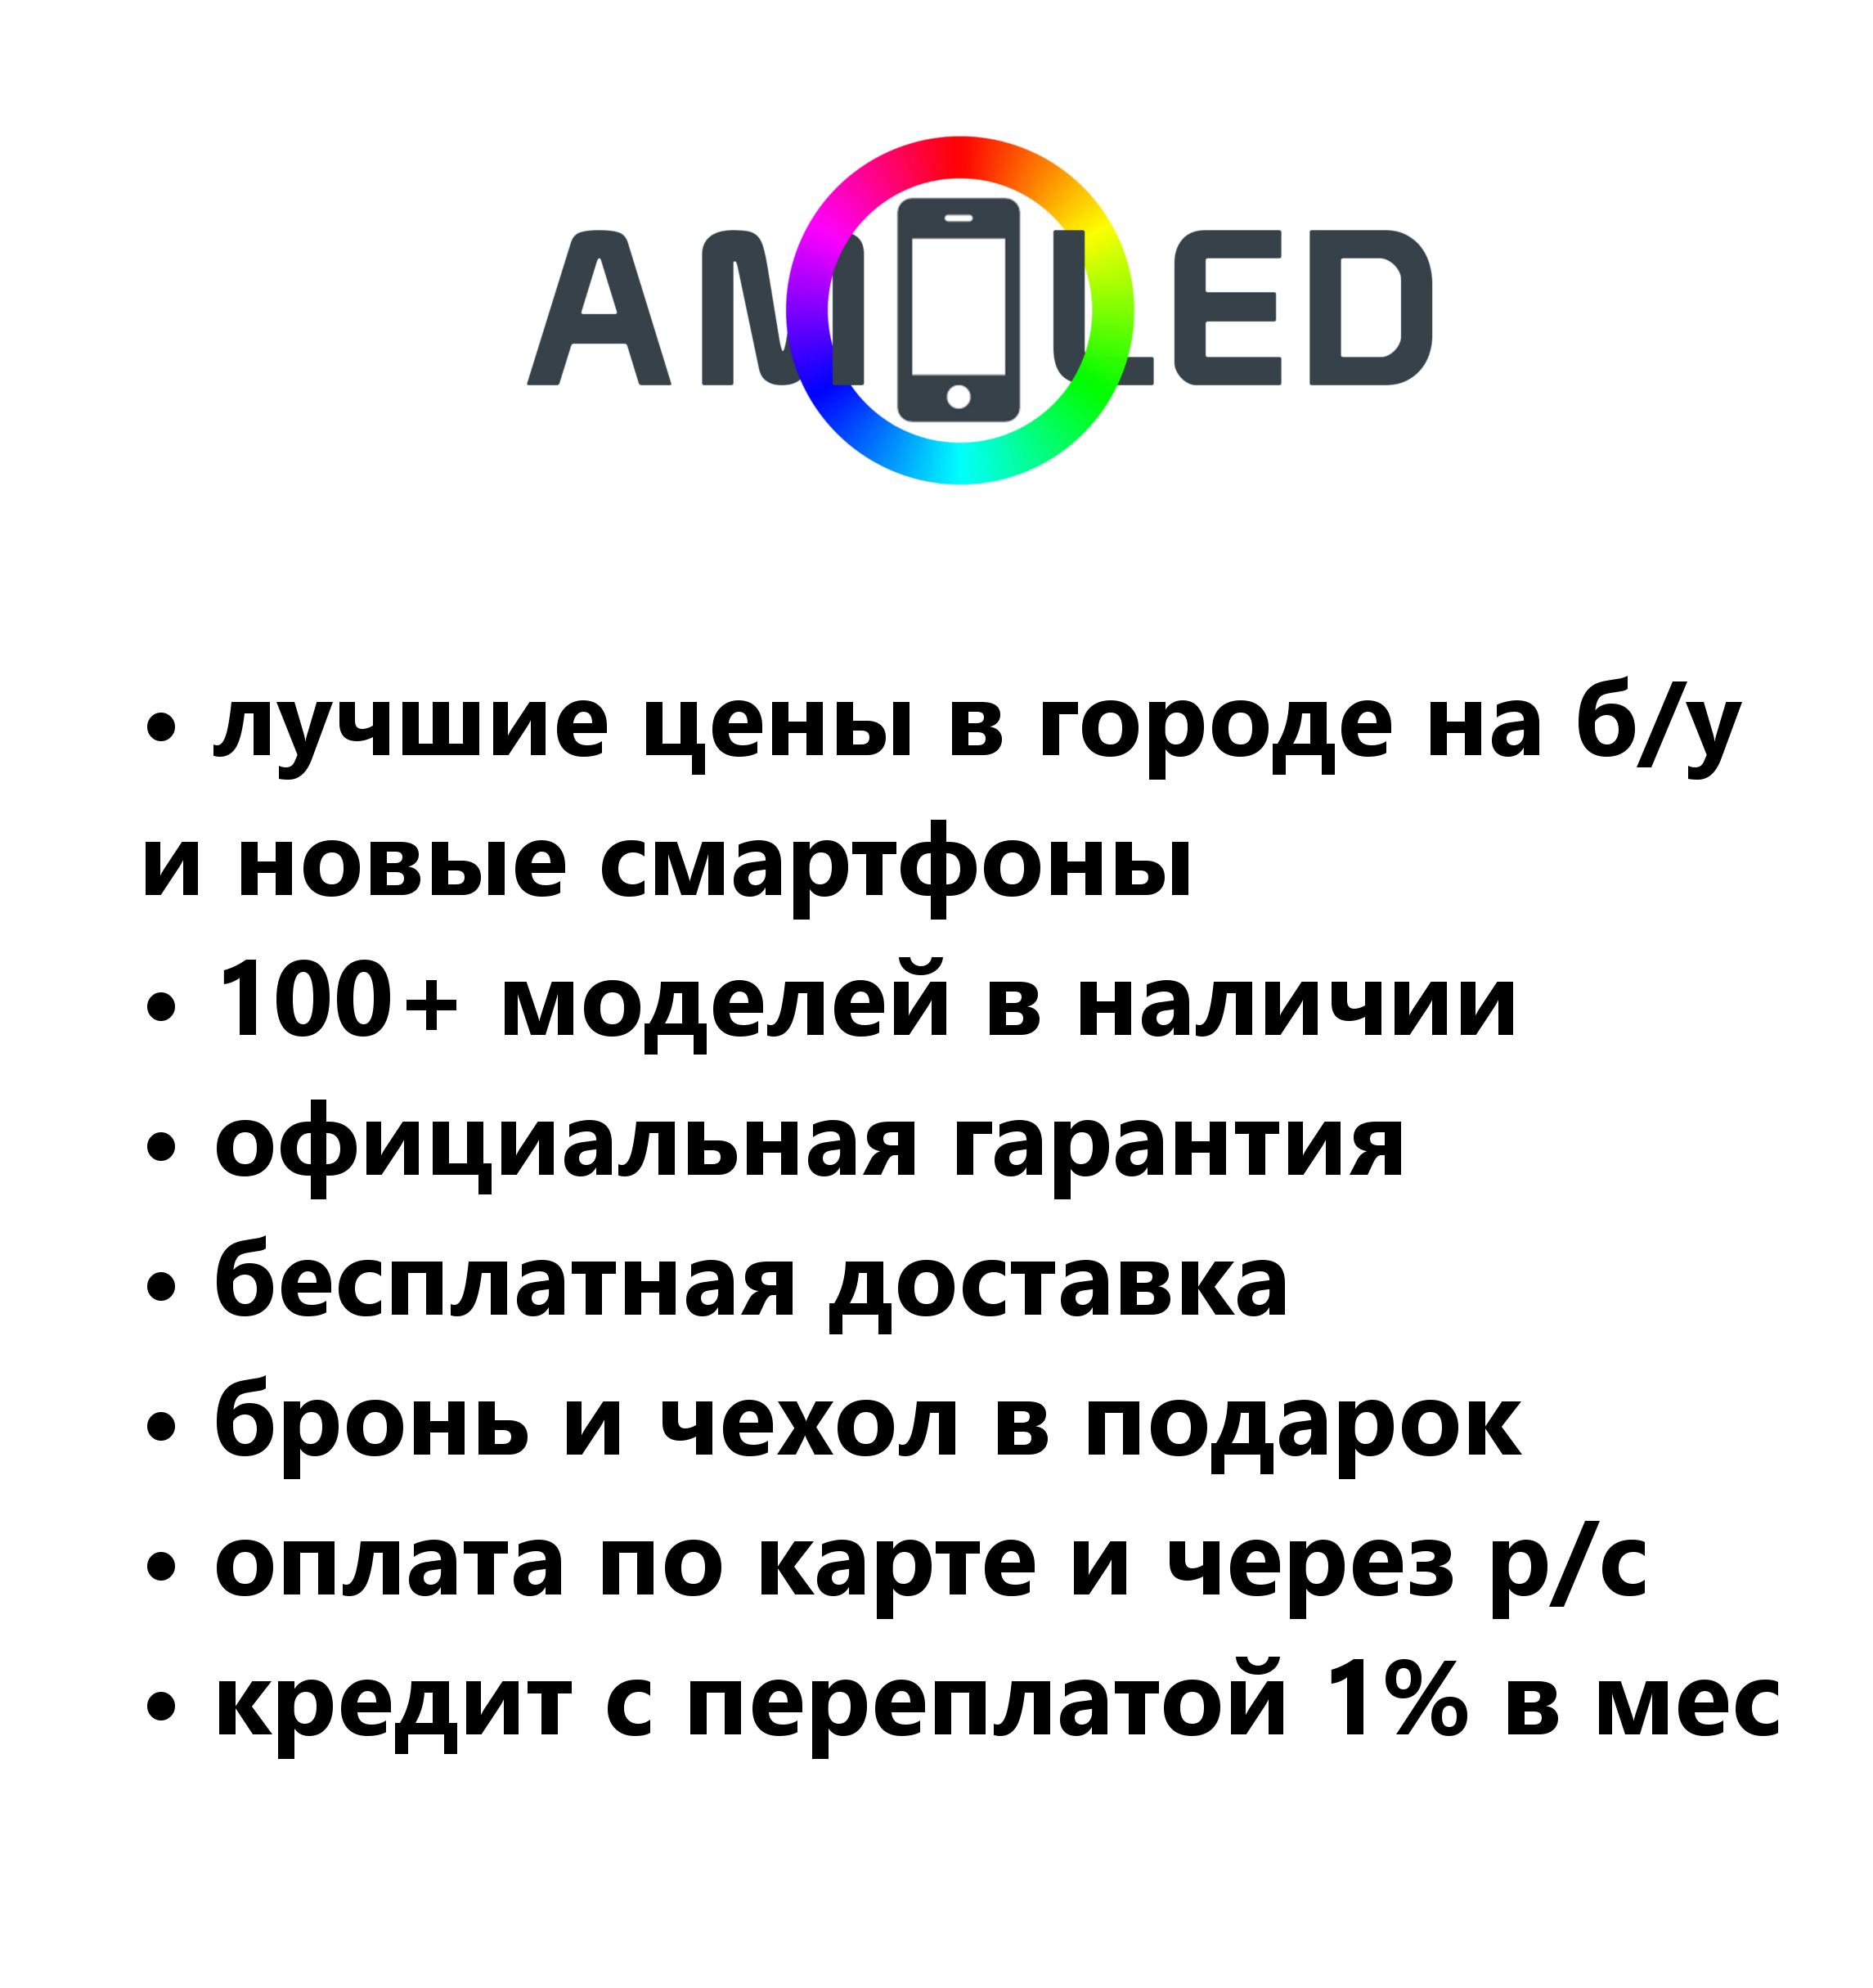 AMOLED
• лучшие цены в городе на б/у
и новые смартфоны
• 100+ моделей в наличии
• официальная гарантия
• бесплатная доставка
• бронь и чехол в подарок
• оплата по карте и через р/с
• кредит с переплатой 1% в мес